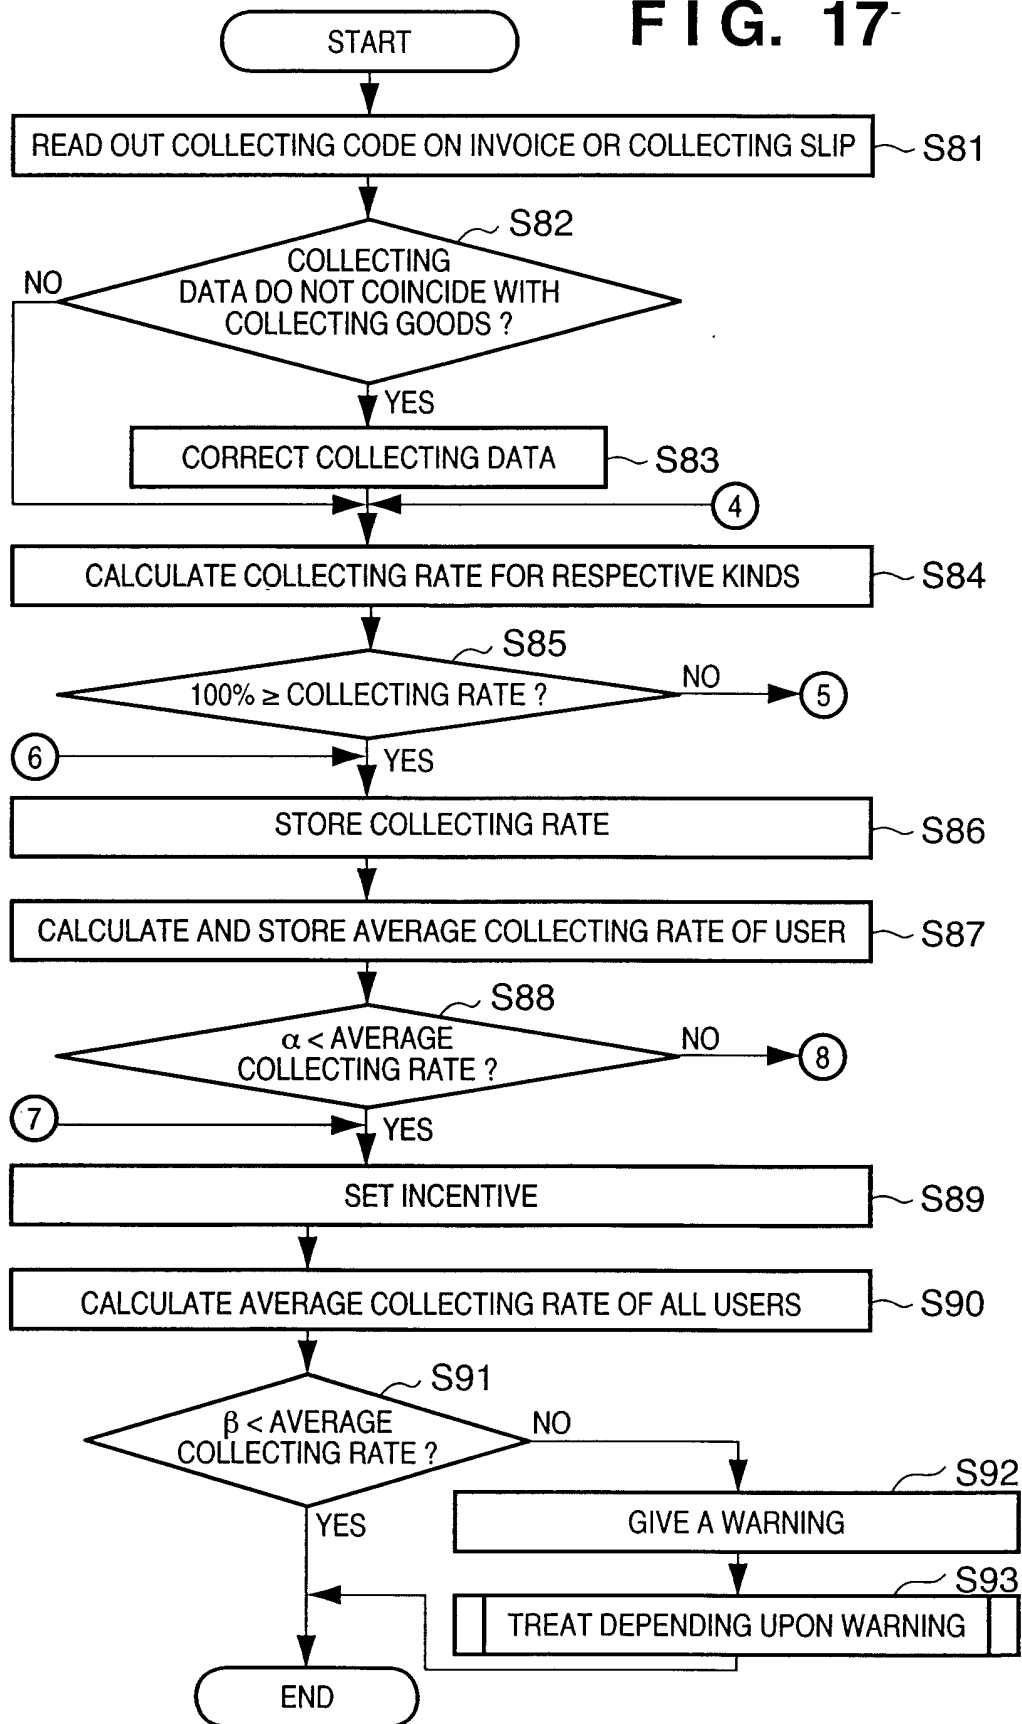 FIG. 17
START
READ OUT COLLECTING CODE ON INVOICE OR COLLECTING SLIP
S81
S82
COLLECTING
DATA DO NOT COINCIDE WITH
COLLECTING GOODS ?
NO
YES
CORRECT COLLECTING DATA
S83
4
CALCULATE COLLECTING RATE FOR RESPECTIVE KINDS
S84
S85
100% ≥ COLLECTING RATE ?
NO
5
6
YES
STORE COLLECTING RATE
S86
CALCULATE AND STORE AVERAGE COLLECTING RATE OF USER
S87
S88
α < AVERAGE
COLLECTING RATE ?
NO
8
7
YES
SET INCENTIVE
S89
CALCULATE AVERAGE COLLECTING RATE OF ALL USERS
S90
S91
β < AVERAGE
COLLECTING RATE ?
NO
YES
S92
GIVE A WARNING
S93
TREAT DEPENDING UPON WARNING
END